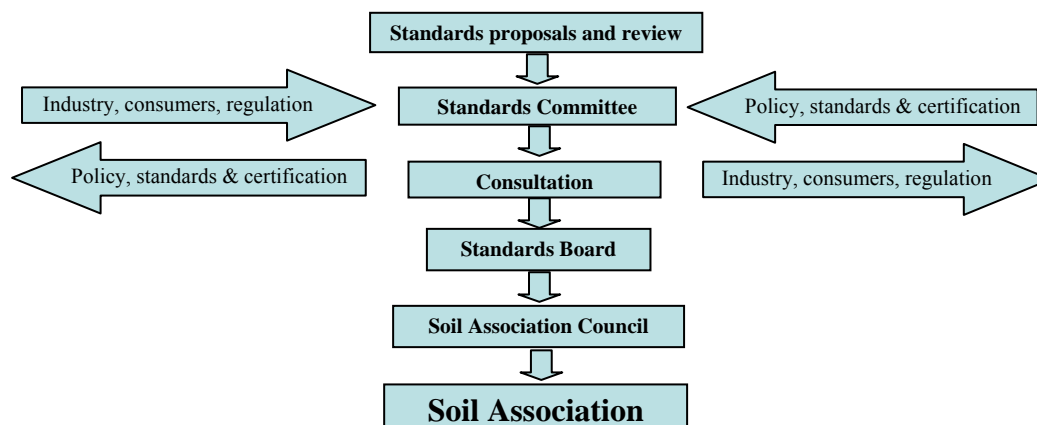 Standards proposals and review
Industry, consumers, regulation
Standards Committee
Policy, standards & certification
Policy, standards & certification
Consultation
Industry, consumers, regulation
Standards Board
Soil Association Council
Soil Association